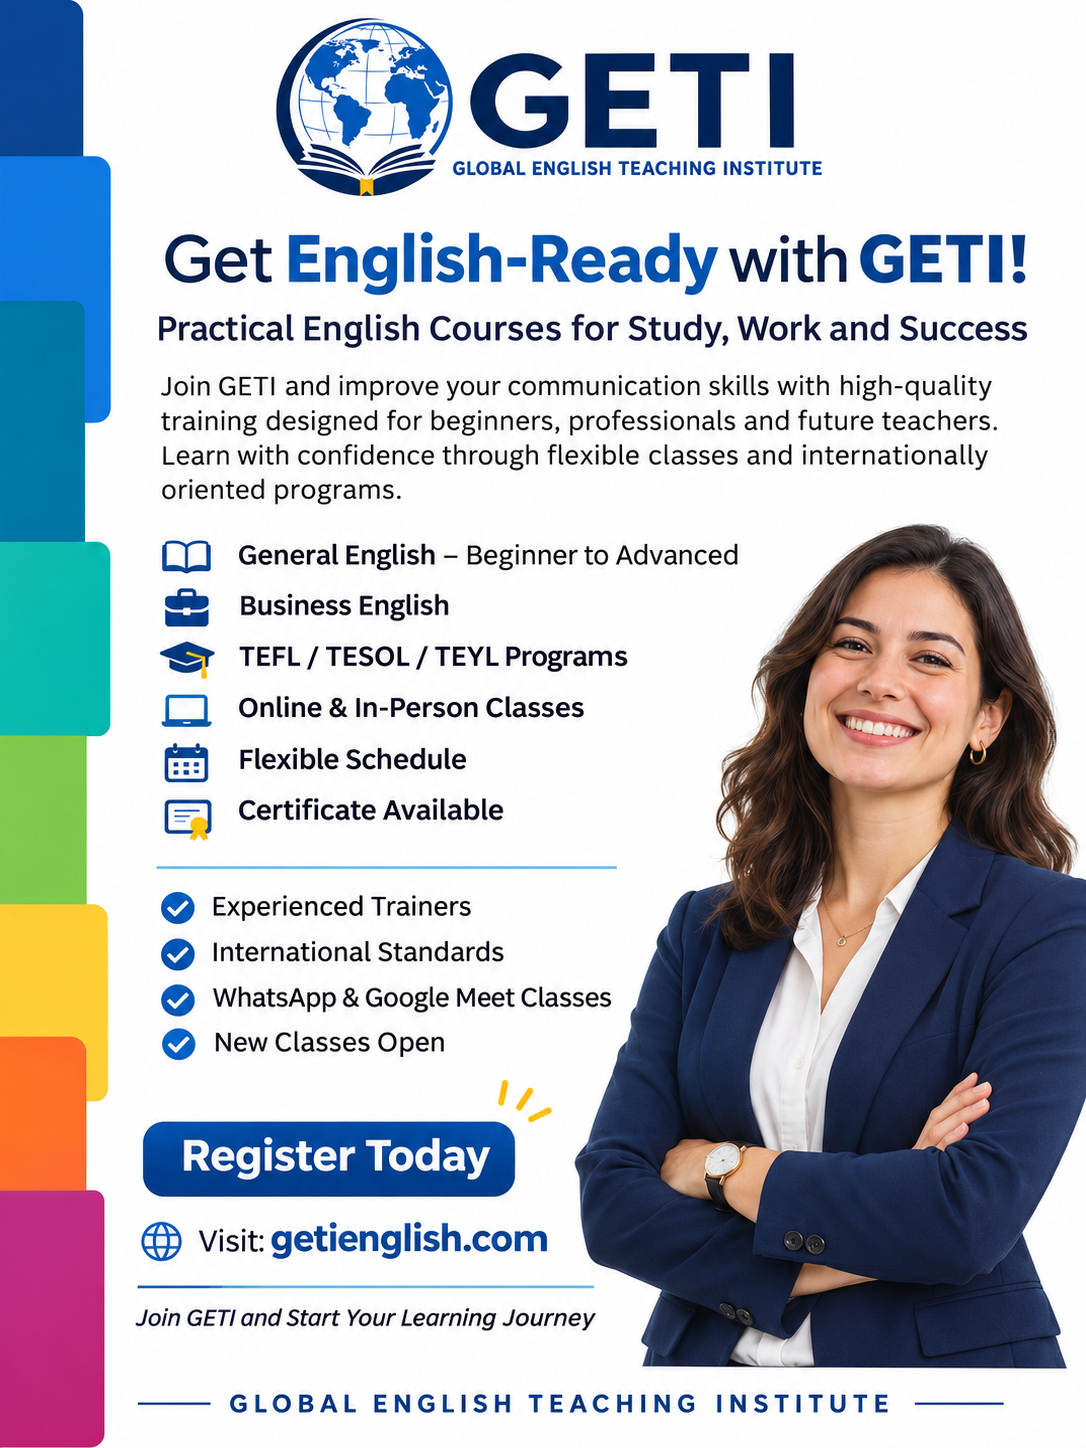 GETI
GLOBAL ENGLISH TEACHING INSTITUTE
Get English-Ready with GETI!
Practical English Courses for Study, Work and Success
Join GETI and improve your communication skills with high-quality
training designed for beginners, professionals and future teachers.
Learn with confidence through flexible classes and internationally
oriented programs.
General English – Beginner to Advanced
Business English
TEFL / TESOL / TEYL Programs
Online & In-Person Classes
Flexible Schedule
Certificate Available
Experienced Trainers
International Standards
WhatsApp & Google Meet Classes
New Classes Open
Register Today
Visit: getienglish.com
Join GETI and Start Your Learning Journey
GLOBAL ENGLISH TEACHING INSTITUTE